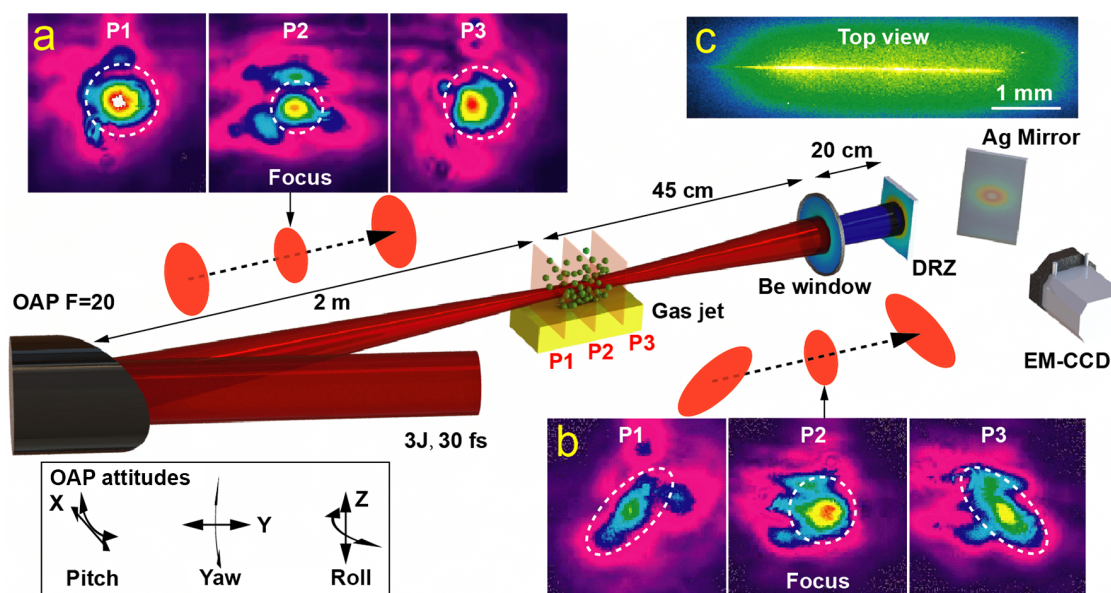 a
P1
P2
P3
Focus
c
Top view
1 mm
Ag Mirror
20 cm
45 cm
DRZ
Be window
OAP F=20
2 m
Gas jet
P1
P2
P3
EM-CCD
3J, 30 fs
OAP attitudes
X
Y
Z
Pitch
Yaw
Roll
b
P1
P2
P3
Focus